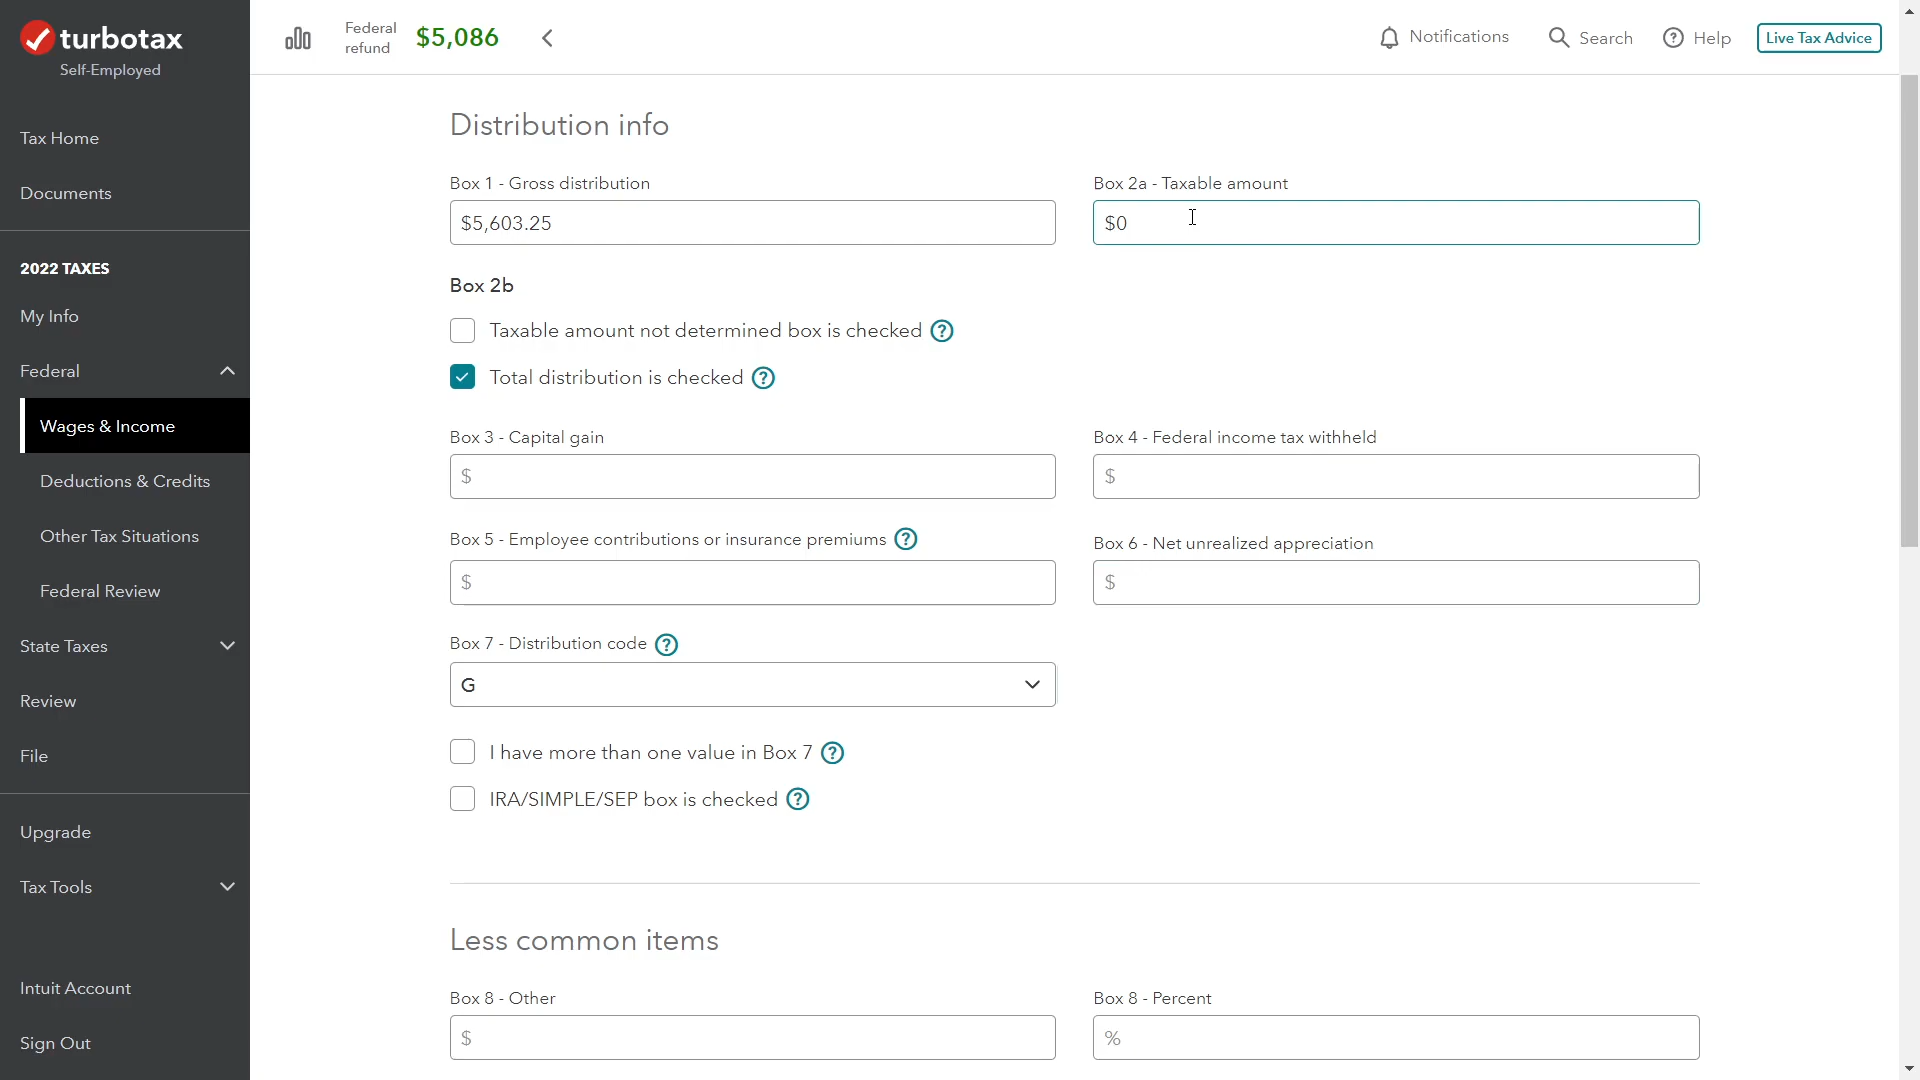 turbotax
Self-Employed
Tax Home
Documents
2022 TAXES
My Info
Federal
Wages & Income
Deductions & Credits
Other Tax Situations
Federal Review
State Taxes
Review
File
Upgrade
Tax Tools
Intuit Account
Sign Out
Federal
refund
$5,086
Notifications
Search
? Help
Live Tax Advice
Distribution info
Box 1 - Gross distribution
$5,603.25
Box 2a - Taxable amount
$0
Box 2b
Taxable amount not determined box is checked ?
Total distribution is checked ?
Box 3 - Capital gain
$
Box 4 - Federal income tax withheld
$
Box 5 - Employee contributions or insurance premiums ?
$
Box 6 - Net unrealized appreciation
$
Box 7 - Distribution code ?
G
I have more than one value in Box 7 ?
IRA/SIMPLE/SEP box is checked ?
Less common items
Box 8 - Other
$
Box 8 - Percent
%